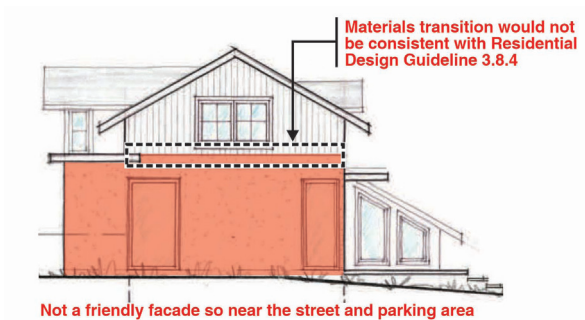 Materials transition would not
be consistent with Residential
Design Guideline 3.8.4
Not a friendly facade so near the street and parking area